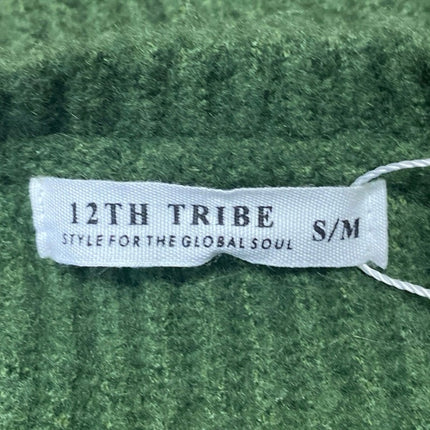 12TH TRIBE
STYLE FOR THE GLOBAL SOUL
S/M